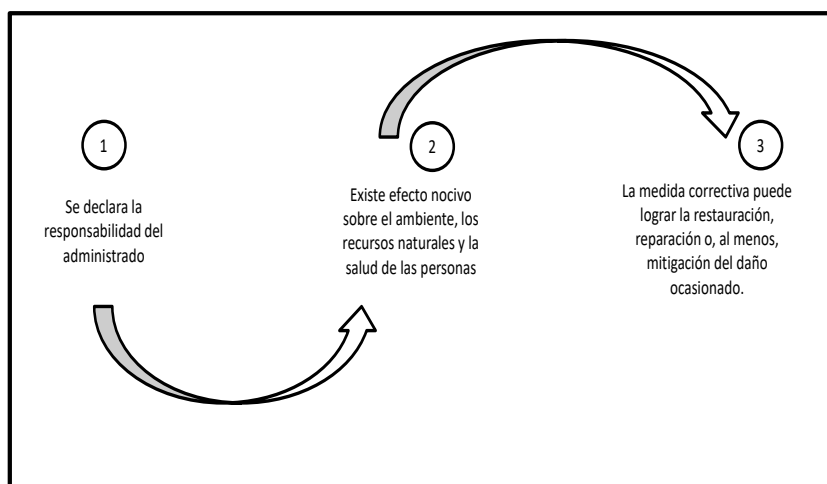 1
Se declara la
responsabilidad del
administrado
2
Existe efecto nocivo
sobre el ambiente, los
recursos naturales y la
salud de las personas
3
La medida correctiva puede
lograr la restauración,
reparación o, al menos,
mitigación del daño
ocasionado.